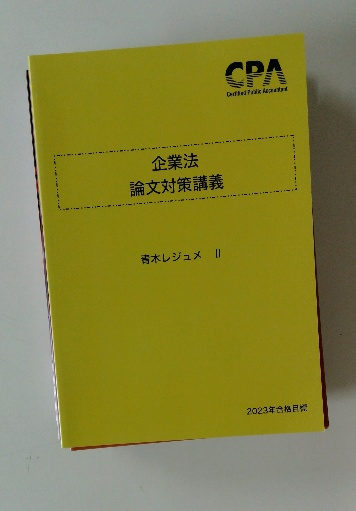 CPA
Certified Public Accountant
企業法
論文対策講義
青木レジュメ Ⅱ
2023年合格目標